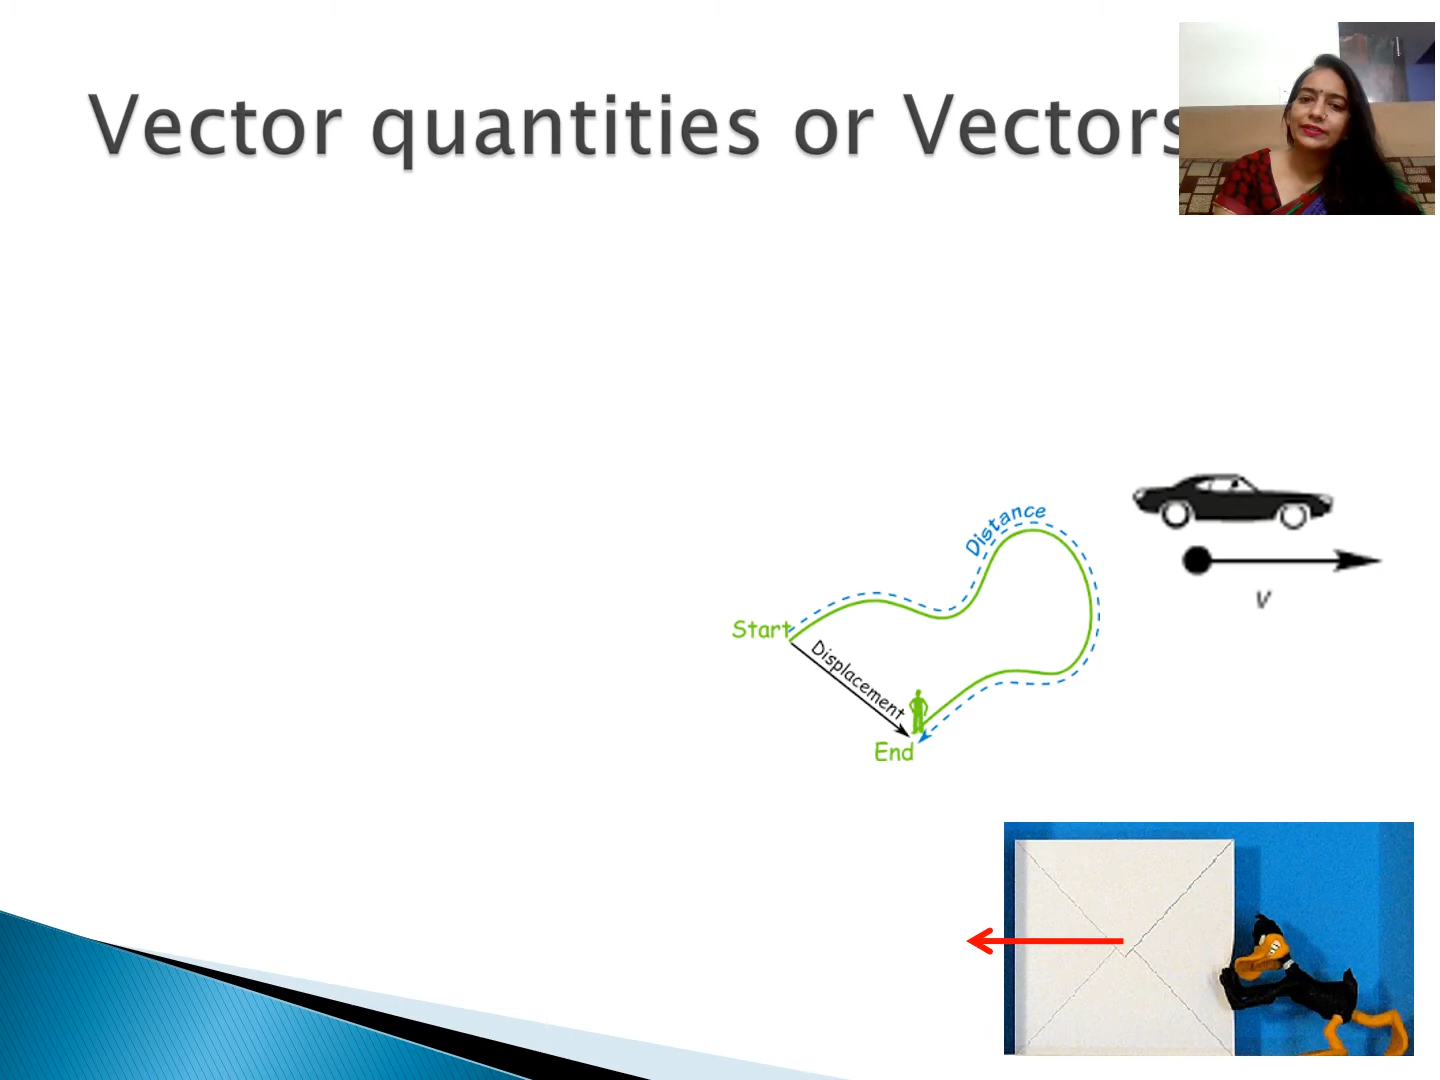 Vector quantities or Vectors
Distance
v
Start
Displacement
End